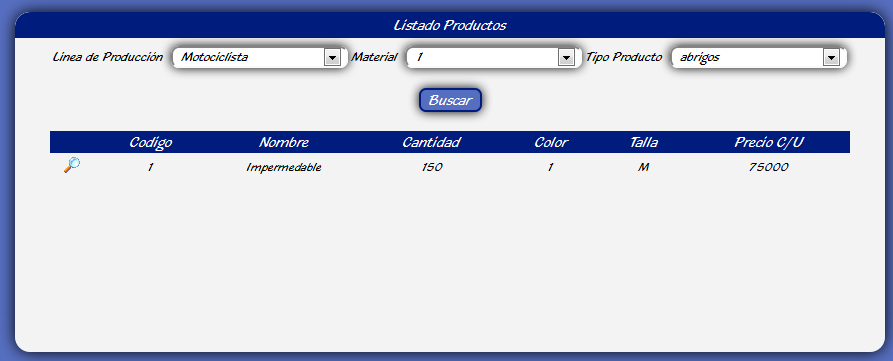 Listado Productos
Linea de Producción Motociclista Material 1 Tipo Producto abrigos
Buscar
Codigo Nombre Cantidad Color Talla Precio C/U
1 Impermedable 150 1 M 75000